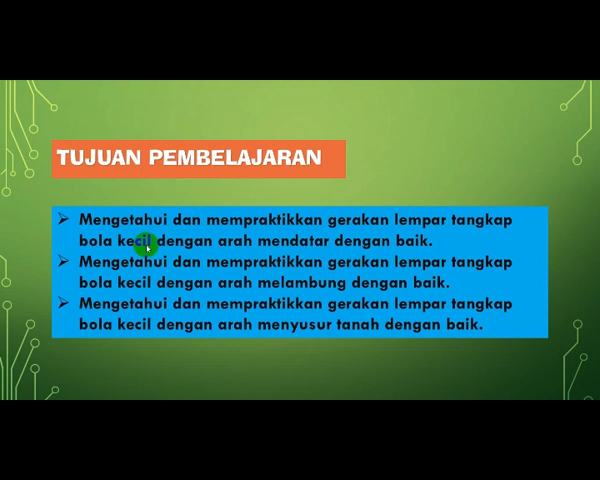 TUJUAN PEMBELAJARAN
Mengetahui dan mempraktikkan gerakan lempar tangkap
bola kecil dengan arah mendatar dengan baik.
Mengetahui dan mempraktikkan gerakan lempar tangkap
bola kecil dengan arah melambung dengan baik.
Mengetahui dan mempraktikkan gerakan lempar tangkap
bola kecil dengan arah menyusur tanah dengan baik.